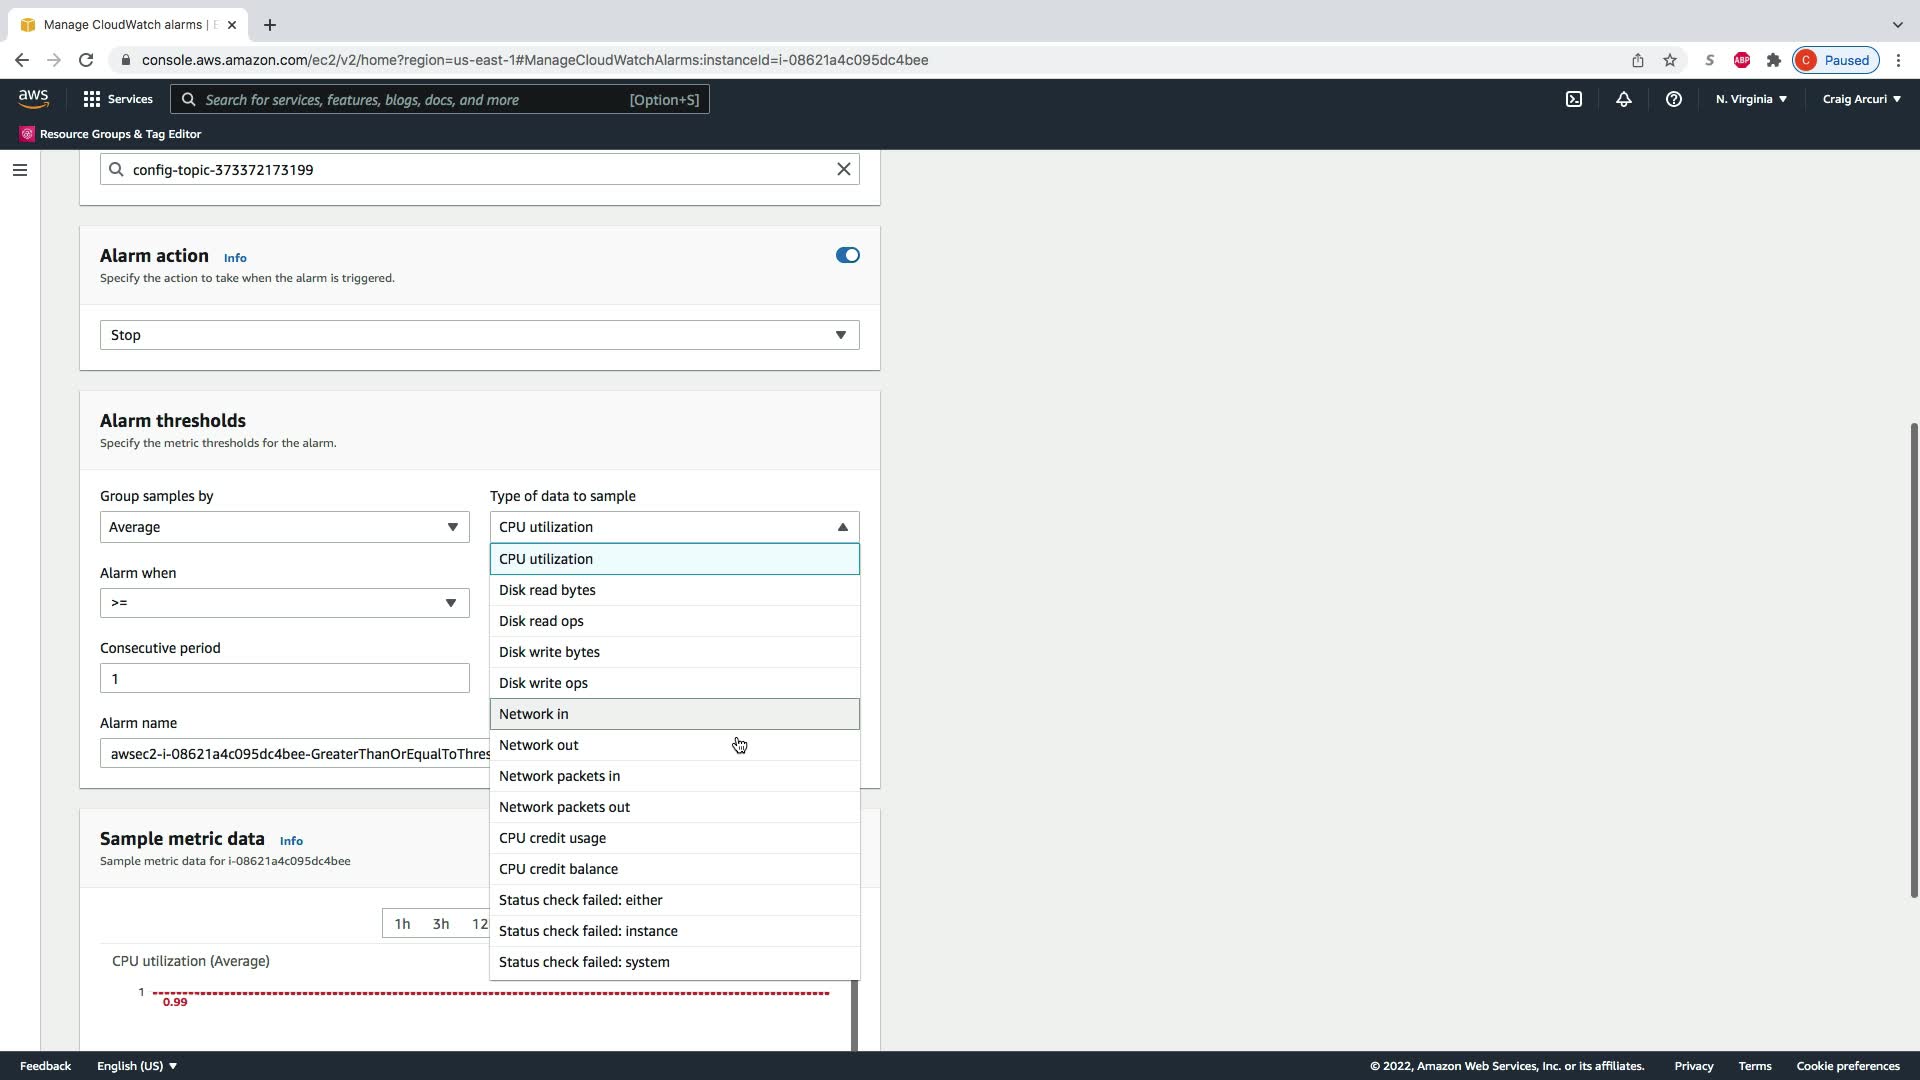 Manage CloudWatch alarms | E
console.aws.amazon.com/ec2/v2/home?region=us-east-1#ManageCloudWatchAlarms:instanceId=i-08621a4c095dc4bee
S
ABP
C
Paused
aws
Services
Search for services, features, blogs, docs, and more
[Option+S]
N. Virginia
Craig Arcuri
Resource Groups & Tag Editor
config-topic-373372173199
Alarm action
Info
Specify the action to take when the alarm is triggered.
Stop
Alarm thresholds
Specify the metric thresholds for the alarm.
Group samples by
Type of data to sample
Average
CPU utilization
CPU utilization
Alarm when
Disk read bytes
>=
Disk read ops
Consecutive period
Disk write bytes
1
Disk write ops
Network in
Alarm name
Network out
awsec2-i-08621a4c095dc4bee-GreaterThanOrEqualToThres
Network packets in
Network packets out
Sample metric data
Info
CPU credit usage
Sample metric data for i-08621a4c095dc4bee
CPU credit balance
Status check failed: either
1h
3h
12
Status check failed: instance
CPU utilization (Average)
Status check failed: system
1
0.99
Feedback
English (US)
© 2022, Amazon Web Services, Inc. or its affiliates.
Privacy
Terms
Cookie preferences